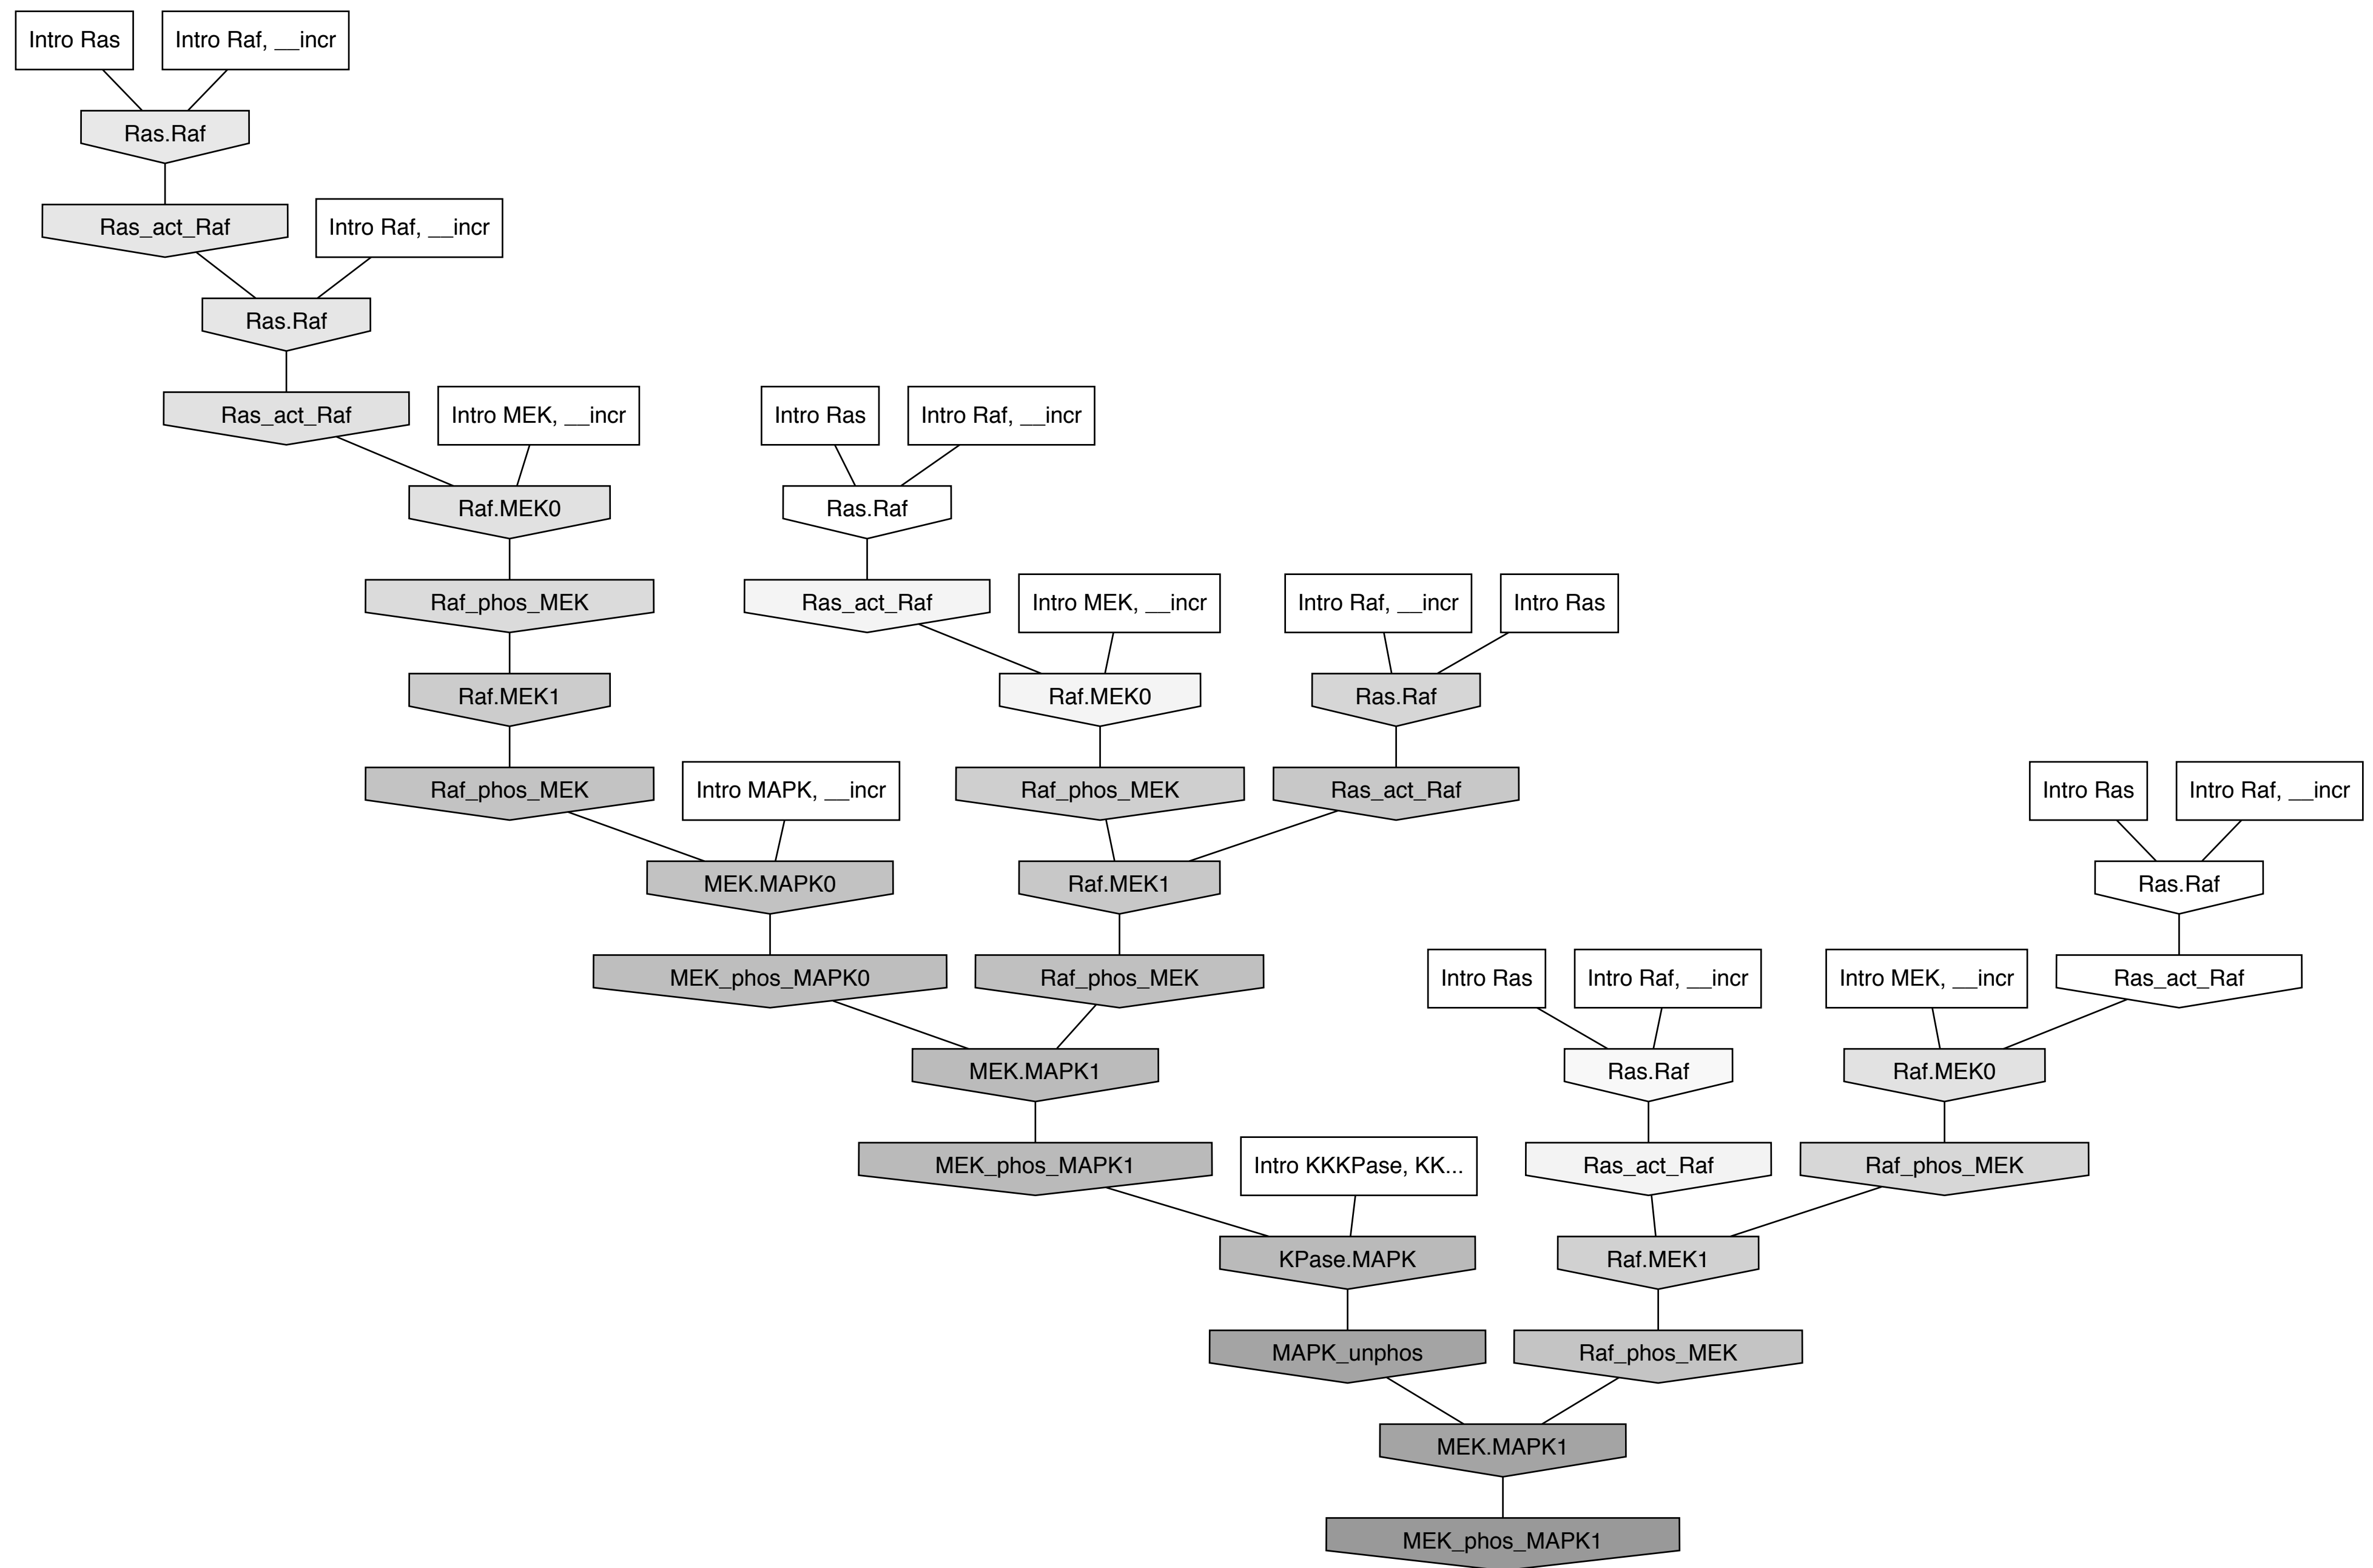 Intro Ras
Intro Raf, __incr
Ras.Raf
Ras_act_Raf
Intro Raf, __incr
Ras.Raf
Ras_act_Raf
Intro MEK, __incr
Intro Ras
Intro Raf, __incr
Raf.MEK0
Ras.Raf
Raf_phos_MEK
Ras_act_Raf
Intro MEK, __incr
Intro Raf, __incr
Intro Ras
Raf.MEK1
Raf.MEK0
Ras.Raf
Raf_phos_MEK
Intro MAPK, __incr
Raf_phos_MEK
Ras_act_Raf
Intro Ras
Intro Raf, __incr
MEK.MAPK0
Raf.MEK1
Ras.Raf
MEK_phos_MAPK0
Raf_phos_MEK
Intro Ras
Intro Raf, __incr
Intro MEK, __incr
Ras_act_Raf
MEK.MAPK1
Ras.Raf
Raf.MEK0
MEK_phos_MAPK1
Intro KKKPase, KK...
Ras_act_Raf
Raf_phos_MEK
KPase.MAPK
Raf.MEK1
MAPK_unphos
Raf_phos_MEK
MEK.MAPK1
MEK_phos_MAPK1